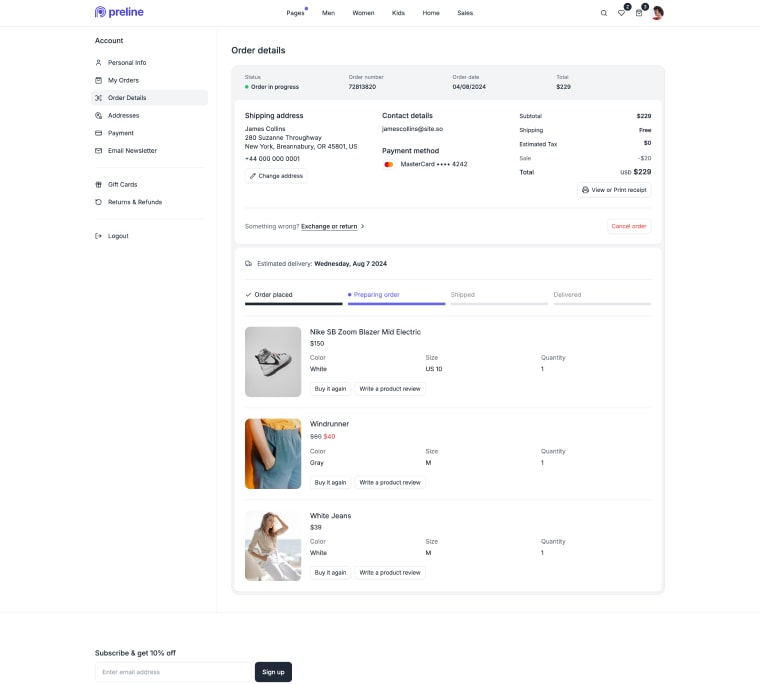 preline
Pages
Men
Women
Kids
Home
Sales
2
Account
Personal Info
My Orders
Order Details
Addresses
Payment
Email Newsletter
Gift Cards
Returns & Refunds
Logout
Order details
Status
Order in progress
Order number
72813820
Order date
04/08/2024
Total
$229
Shipping address
James Collins
280 Suzanne Throughway
New York, Breannabury, OR 45801, US
+44 000 000 0001
Change address
Contact details
jamescollins@site.so
Payment method
MasterCard •••• 4242
Subtotal $229
Shipping Free
Estimated Tax $0
Sale -$20
Total USD $229
View or Print receipt
Something wrong? Exchange or return
Cancel order
Estimated delivery: Wednesday, Aug 7 2024
Order placed
Preparing order
Shipped
Delivered
Nike SB Zoom Blazer Mid Electric
$150
Color Size Quantity
White US 10 1
Buy it again Write a product review
Windrunner
$40
Color Size Quantity
Gray M 1
Buy it again Write a product review
White Jeans
$39
Color Size Quantity
White M 1
Buy it again Write a product review
Subscribe & get 10% off
Enter email address
Sign up